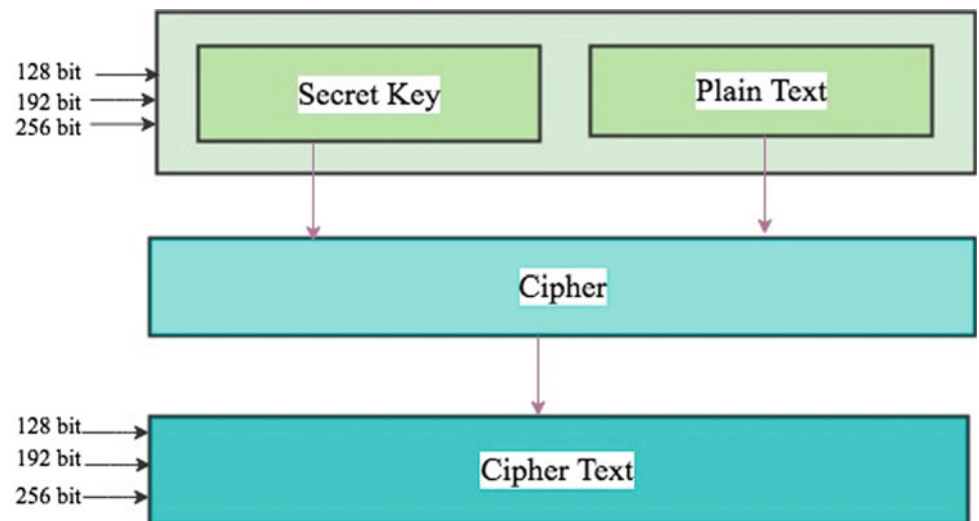 128 bit
192 bit
256 bit
Secret Key
Plain Text
Cipher
128 bit
192 bit
256 bit
Cipher Text